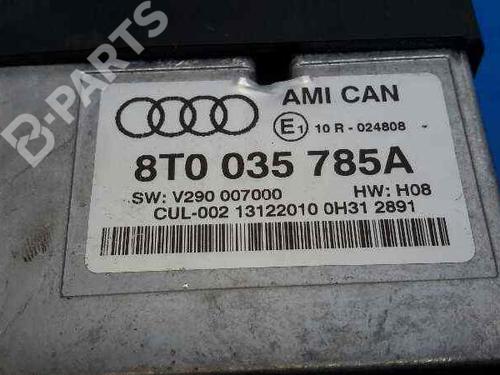 AMI CAN
E1 10 R - 024808
8T0 035 785A
SW: V290 007000 HW: H08
CUL-002 13122010 0H31 2891
B-PARTS
B-PARTS